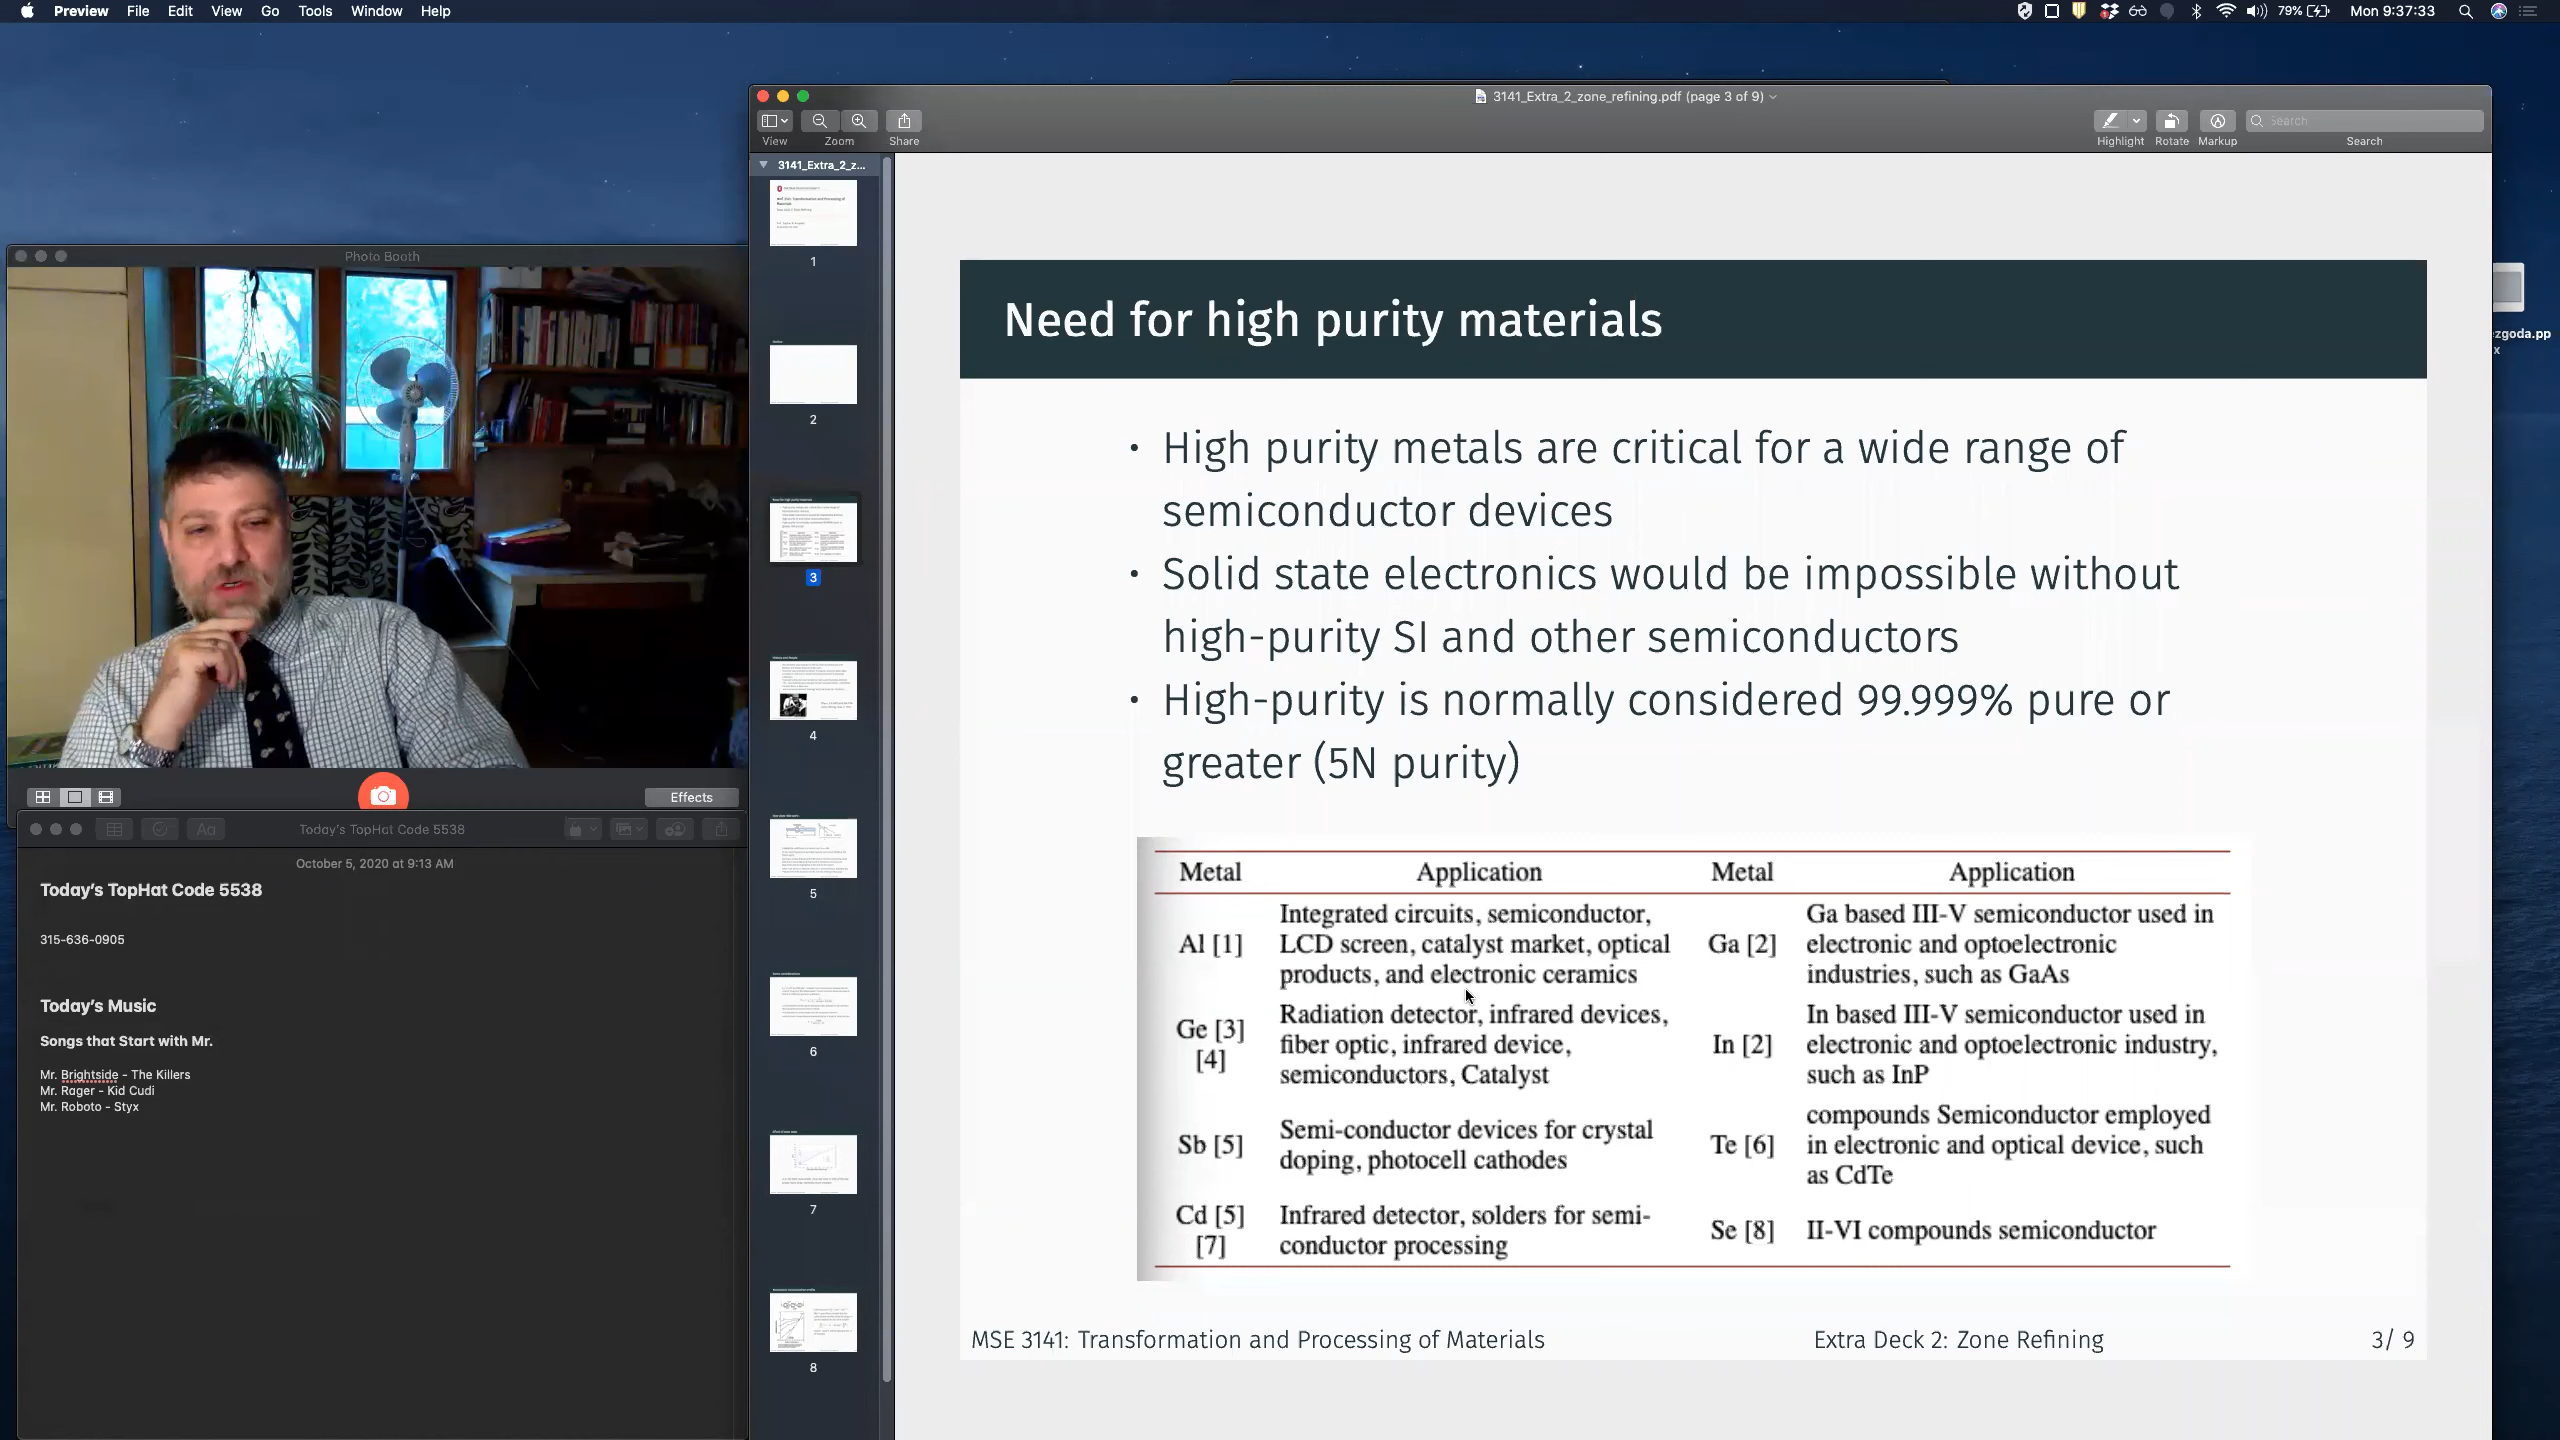 Preview File Edit View Go Tools Window Help
79% Mon 9:37:33
3141_Extra_2_zone_refining.pdf (page 3 of 9)
View Zoom Share
Highlight Rotate Markup Search
Search
3141_Extra_2_z...
1
2
3
4
5
6
7
8
Photo Booth
Effects
Today's TopHat Code 5538
October 5, 2020 at 9:13 AM
Today's TopHat Code 5538
315-636-0905
Today's Music
Songs that Start with Mr.
Mr. Brightside - The Killers
Mr. Rager - Kid Cudi
Mr. Roboto - Styx
Need for high purity materials
• High purity metals are critical for a wide range of
semiconductor devices
• Solid state electronics would be impossible without
high-purity SI and other semiconductors
• High-purity is normally considered 99.999% pure or
greater (5N purity)
Metal Application Metal Application
Al [1] Integrated circuits, semiconductor,
LCD screen, catalyst market, optical
products, and electronic ceramics
Ga [2] Ga based III-V semiconductor used in
electronic and optoelectronic
industries, such as GaAs
Ge [3]
[4]
Radiation detector, infrared devices,
fiber optic, infrared device,
semiconductors, Catalyst
In [2] In based III-V semiconductor used in
electronic and optoelectronic industry,
such as InP
Sb [5] Semi-conductor devices for crystal
doping, photocell cathodes
Te [6] compounds Semiconductor employed
in electronic and optical device, such
as CdTe
Cd [5]
[7]
Infrared detector, solders for semi-
conductor processing
Se [8] II-VI compounds semiconductor
MSE 3141: Transformation and Processing of Materials Extra Deck 2: Zone Refining 3/ 9
zgoda.pp
x